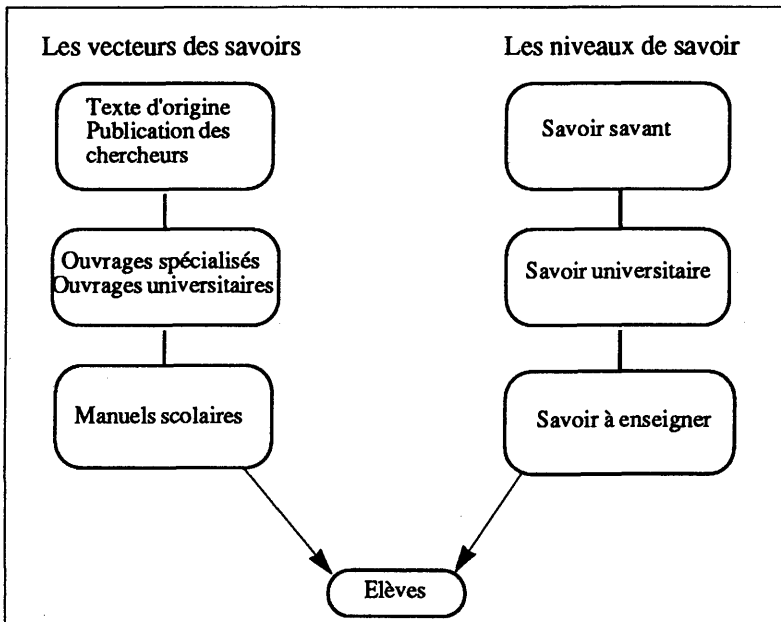 Les vecteurs des savoirs
Texte d'origine
Publication des
chercheurs
Ouvrages spécialisés
Ouvrages universitaires
Manuels scolaires
Les niveaux de savoir
Savoir savant
Savoir universitaire
Savoir à enseigner
Elèves